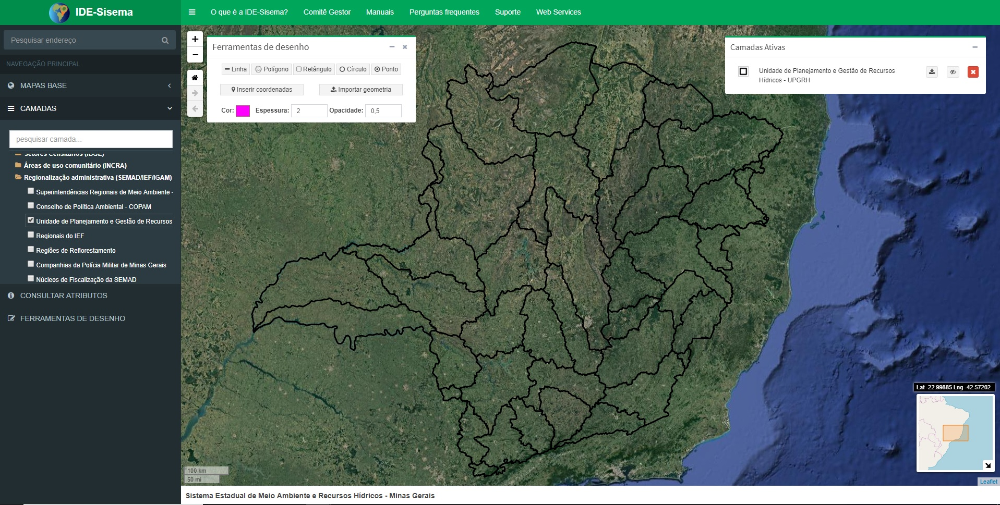 IDE-Sisema
O que é a IDE-Sisema?
Comitê Gestor
Manuais
Perguntas frequentes
Suporte
Web Services
Pesquisar endereço
NAVEGAÇÃO PRINCIPAL
MAPAS BASE
CAMADAS
pesquisar camada...
Setores Censitários (IBGE)
Áreas de uso comunitário (INCRA)
Regionalização administrativa (SEMAD/IEF/IGAM)
Superintendências Regionais de Meio Ambiente -
Conselho de Política Ambiental - COPAM
Unidade de Planejamento e Gestão de Recursos
Regionais do IEF
Regiões de Reflorestamento
Companhias da Polícia Militar de Minas Gerais
Núcleos de Fiscalização da SEMAD
CONSULTAR ATRIBUTOS
FERRAMENTAS DE DESENHO
+
−
Ferramentas de desenho
Linha
Polígono
Retângulo
Círculo
Ponto
Inserir coordenadas
Importar geometria
Cor:
Espessura: 2
Opacidade: 0,5
Camadas Ativas
Unidade de Planejamento e Gestão de Recursos
Hídricos - UPGRH
Lat -22.99885 Lng -42.57202
100 km
50 mi
Leaflet
Sistema Estadual de Meio Ambiente e Recursos Hídricos - Minas Gerais